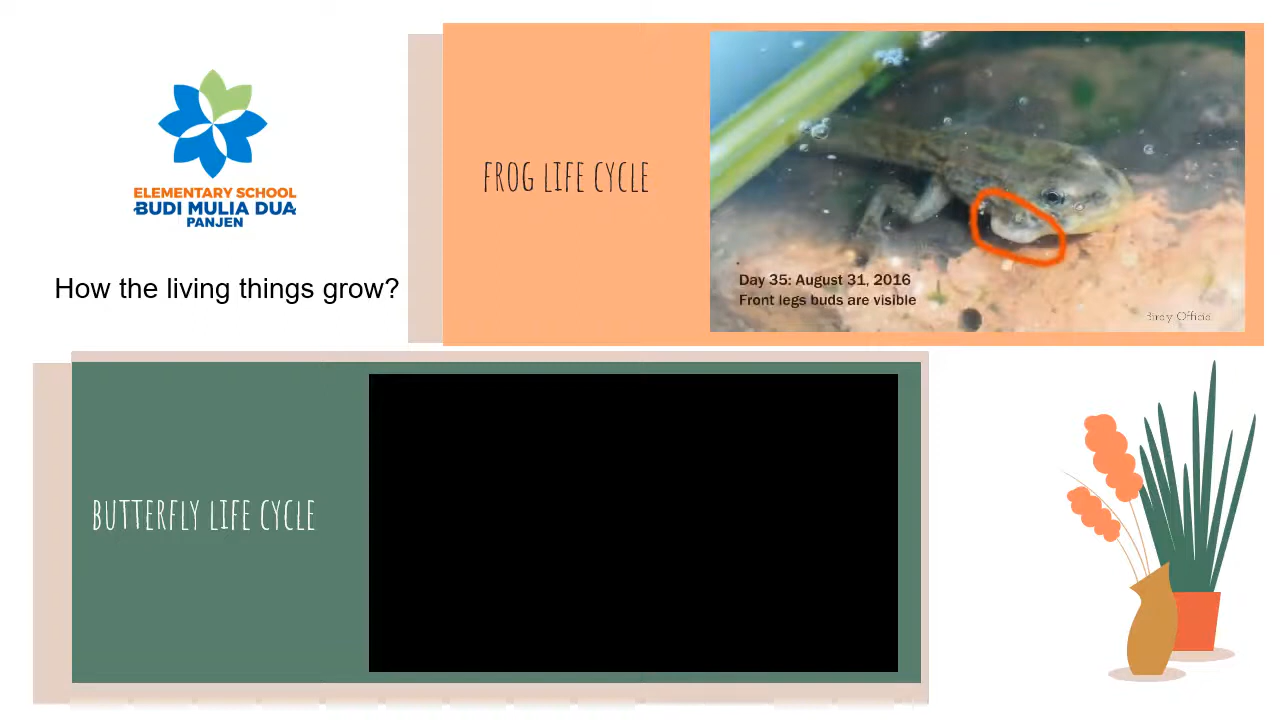 ELEMENTARY SCHOOL
BUDI MULIA DUA
PANJEN
How the living things grow?
FROG LIFE CYCLE
Day 35: August 31, 2016
Front legs buds are visible
BUTTERFLY LIFE CYCLE